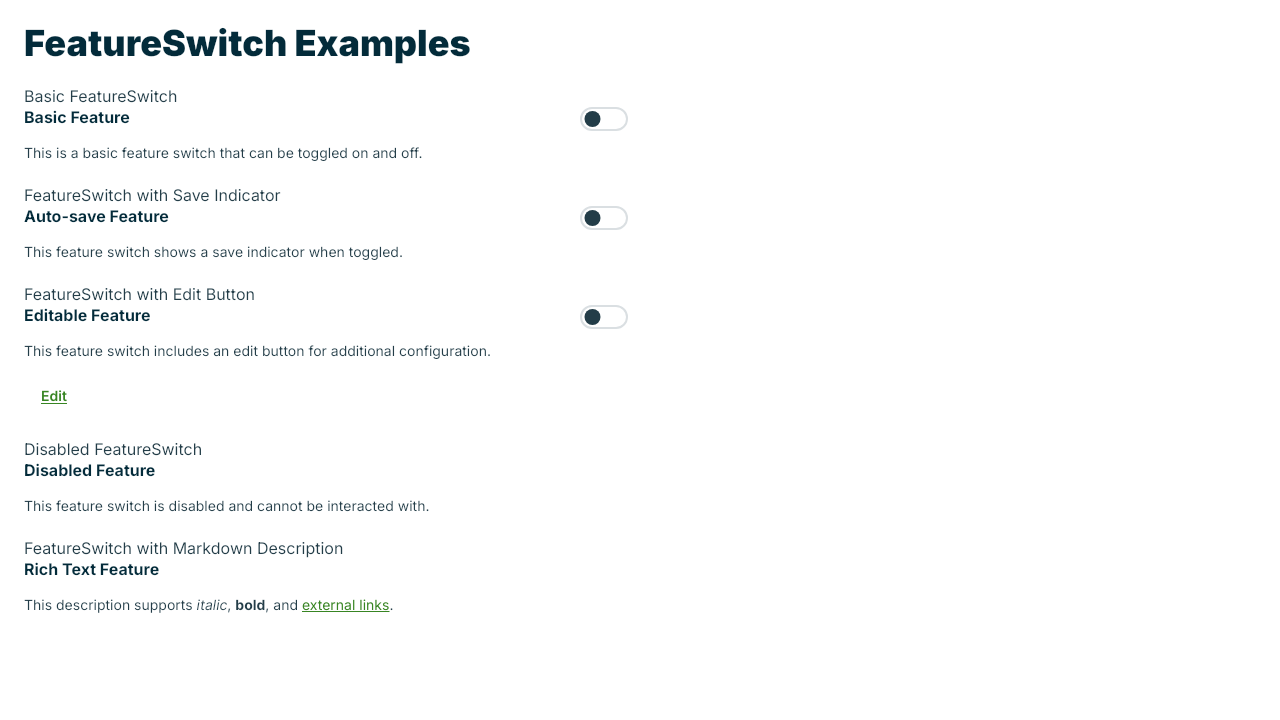 FeatureSwitch Examples
Basic FeatureSwitch
Basic Feature
This is a basic feature switch that can be toggled on and off.
FeatureSwitch with Save Indicator
Auto-save Feature
This feature switch shows a save indicator when toggled.
FeatureSwitch with Edit Button
Editable Feature
This feature switch includes an edit button for additional configuration.
Edit
Disabled FeatureSwitch
Disabled Feature
This feature switch is disabled and cannot be interacted with.
FeatureSwitch with Markdown Description
Rich Text Feature
This description supports italic, bold, and external links.